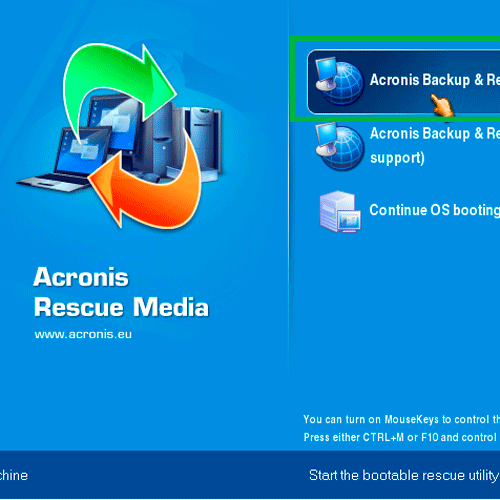 Acronis Backup & Re
Acronis Backup & Re
support)
Continue OS booting
Acronis
Rescue Media
www.acronis.eu
You can turn on MouseKeys to control th
Press either CTRL+M or F10 and control
chine
Start the bootable rescue utility